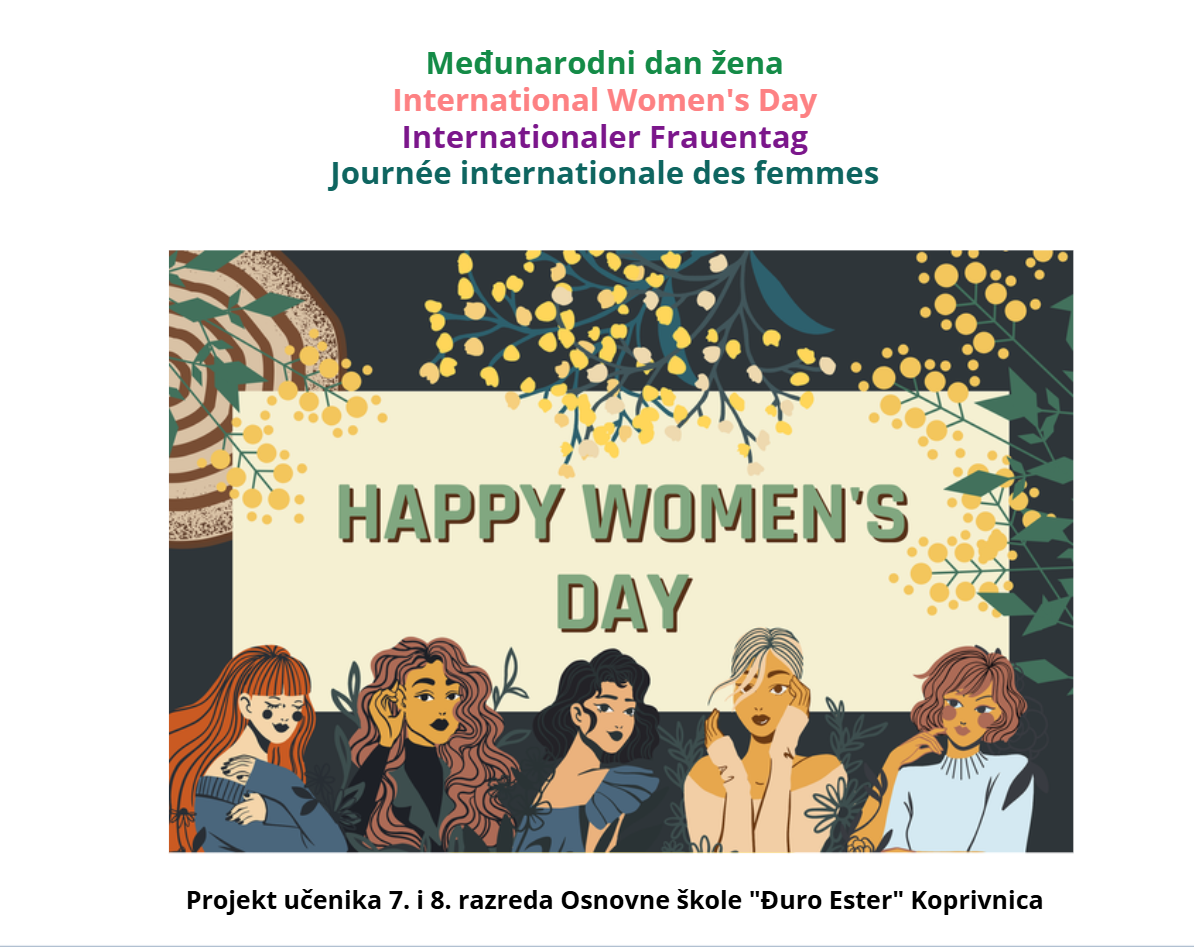 Međunarodni dan žena
International Women's Day
Internationaler Frauentag
Journée internationale des femmes
HAPPY WOMEN'S
DAY
Projekt učenika 7. i 8. razreda Osnovne škole "Đuro Ester" Koprivnica